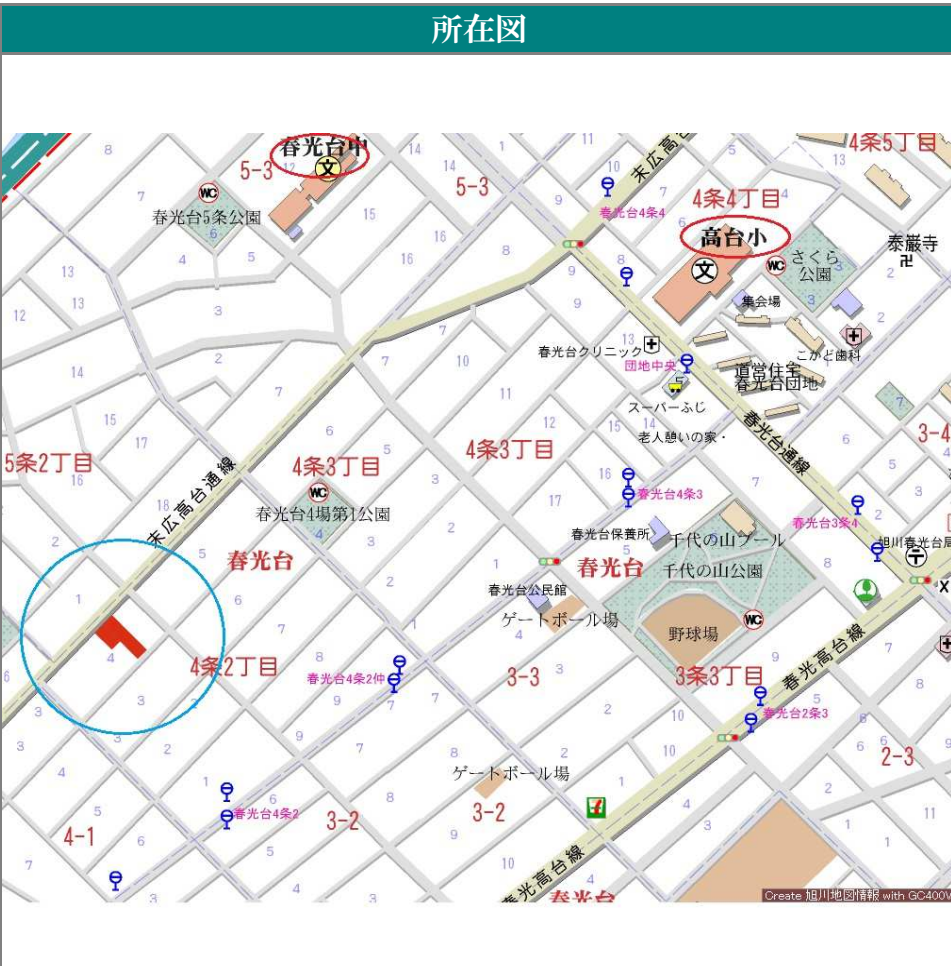 所在図
春光台中
5-3
春光台5条公園
5-3
末広高台
春光台4条4
4条4丁目
4条5丁目
高台小
さくら
公園
泰巌寺
集会場
春光台クリニック
団地中央
こかど歯科
道営住宅
春光台団地
スーパーふじ
老人憩いの家・
春光台通線
3-4
5条2丁目
末広高台通線
4条3丁目
春光台4場第1公園
4条3丁目
春光台4条3
春光台3条4
春光台
春光台保養所
千代の山プール
旭川春光台局
春光台
千代の山公園
春光台公民館
ゲートボール場
野球場
4条2丁目
春光台4条2仲
3-3
3条3丁目
春光高台線
春光台2条3
2-3
ゲートボール場
春光台4条2
3-2
3-2
4-1
春光高台線
春光台
Create 旭川地図情報 with GC400V